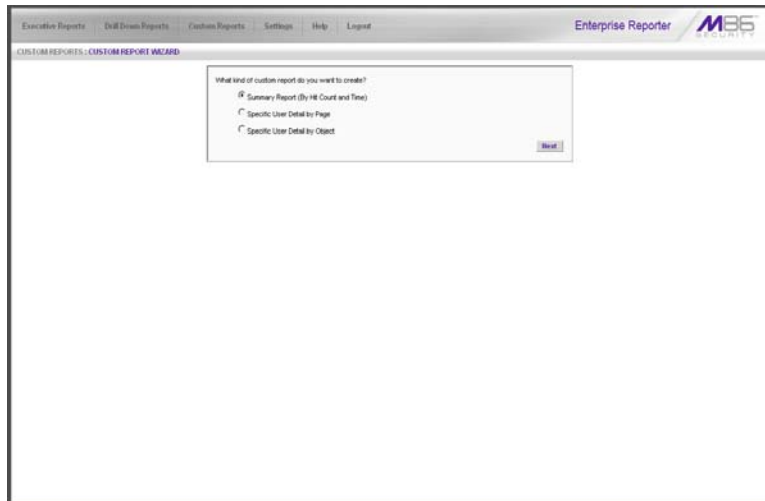 Executive Reports Drill Down Reports Custom Reports Settings Help Logout
Enterprise Reporter
M86
SECURITY
CUSTOM REPORTS : CUSTOM REPORT WIZARD
What kind of custom report do you want to create?
Summary Report (By Hit Count and Time)
Specific User Detail by Page
Specific User Detail by Object
Next